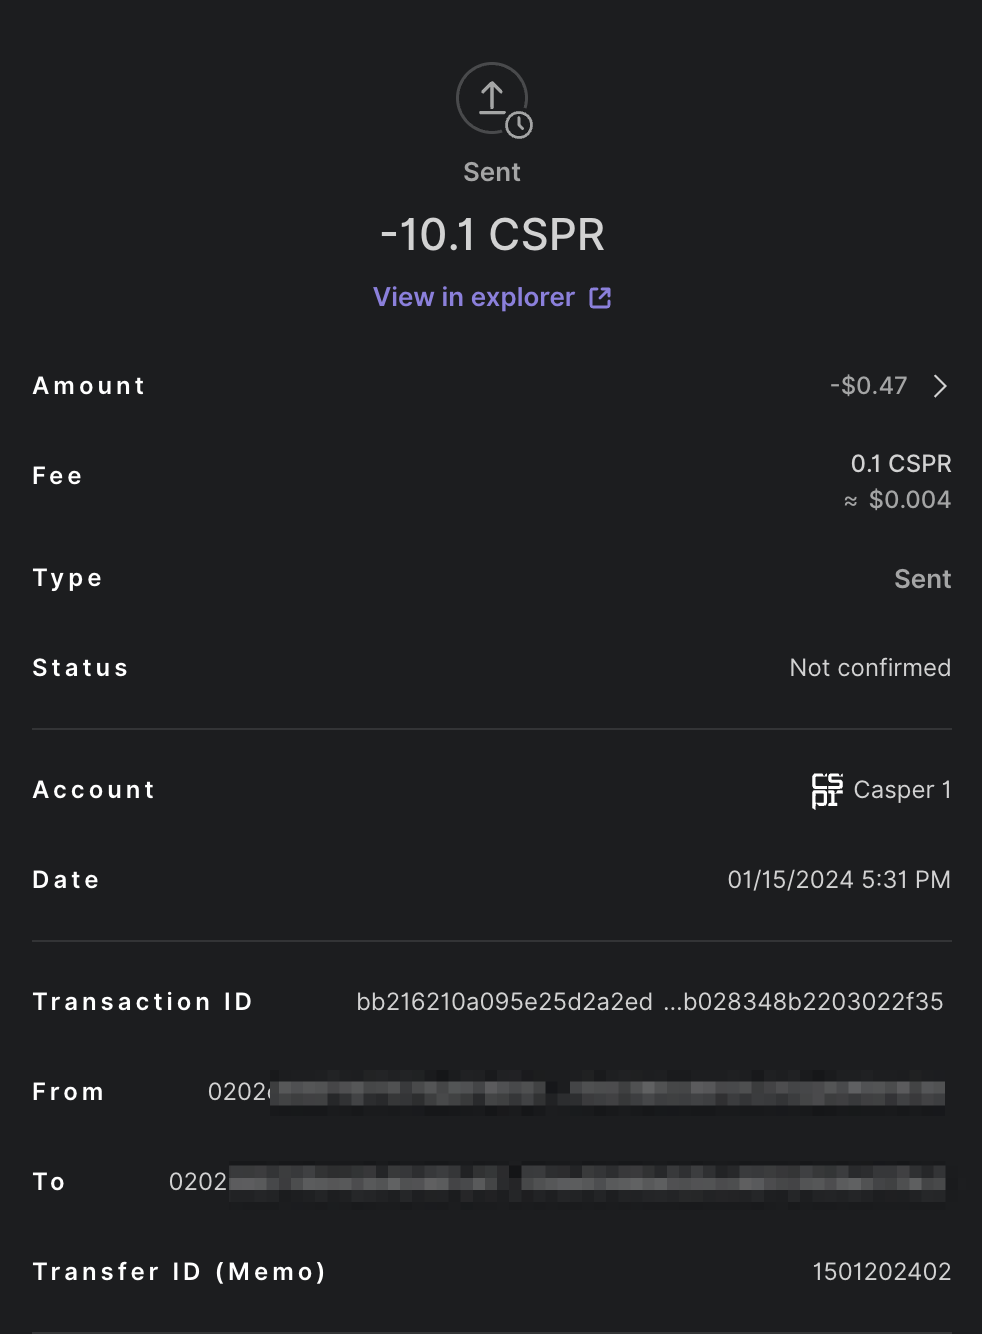 Sent
-10.1 CSPR
View in explorer
Amount -$0.47
Fee 0.1 CSPR
≈ $0.004
Type Sent
Status Not confirmed
Account CSPR Casper 1
Date 01/15/2024 5:31 PM
Transaction ID bb216210a095e25d2a2ed ...b028348b2203022f35
From 0202
To 0202
Transfer ID (Memo) 1501202402